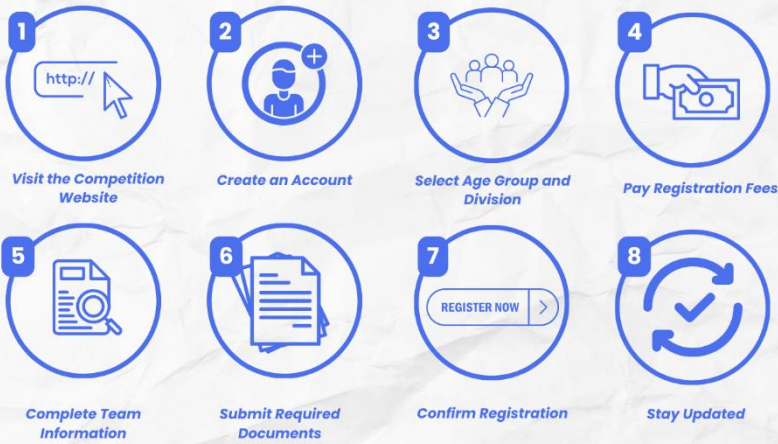 1
http://
Visit the Competition
Website
2
Create an Account
3
Select Age Group and
Division
4
Pay Registration Fees
5
Complete Team
Information
6
Submit Required
Documents
7
REGISTER NOW
Confirm Registration
8
Stay Updated